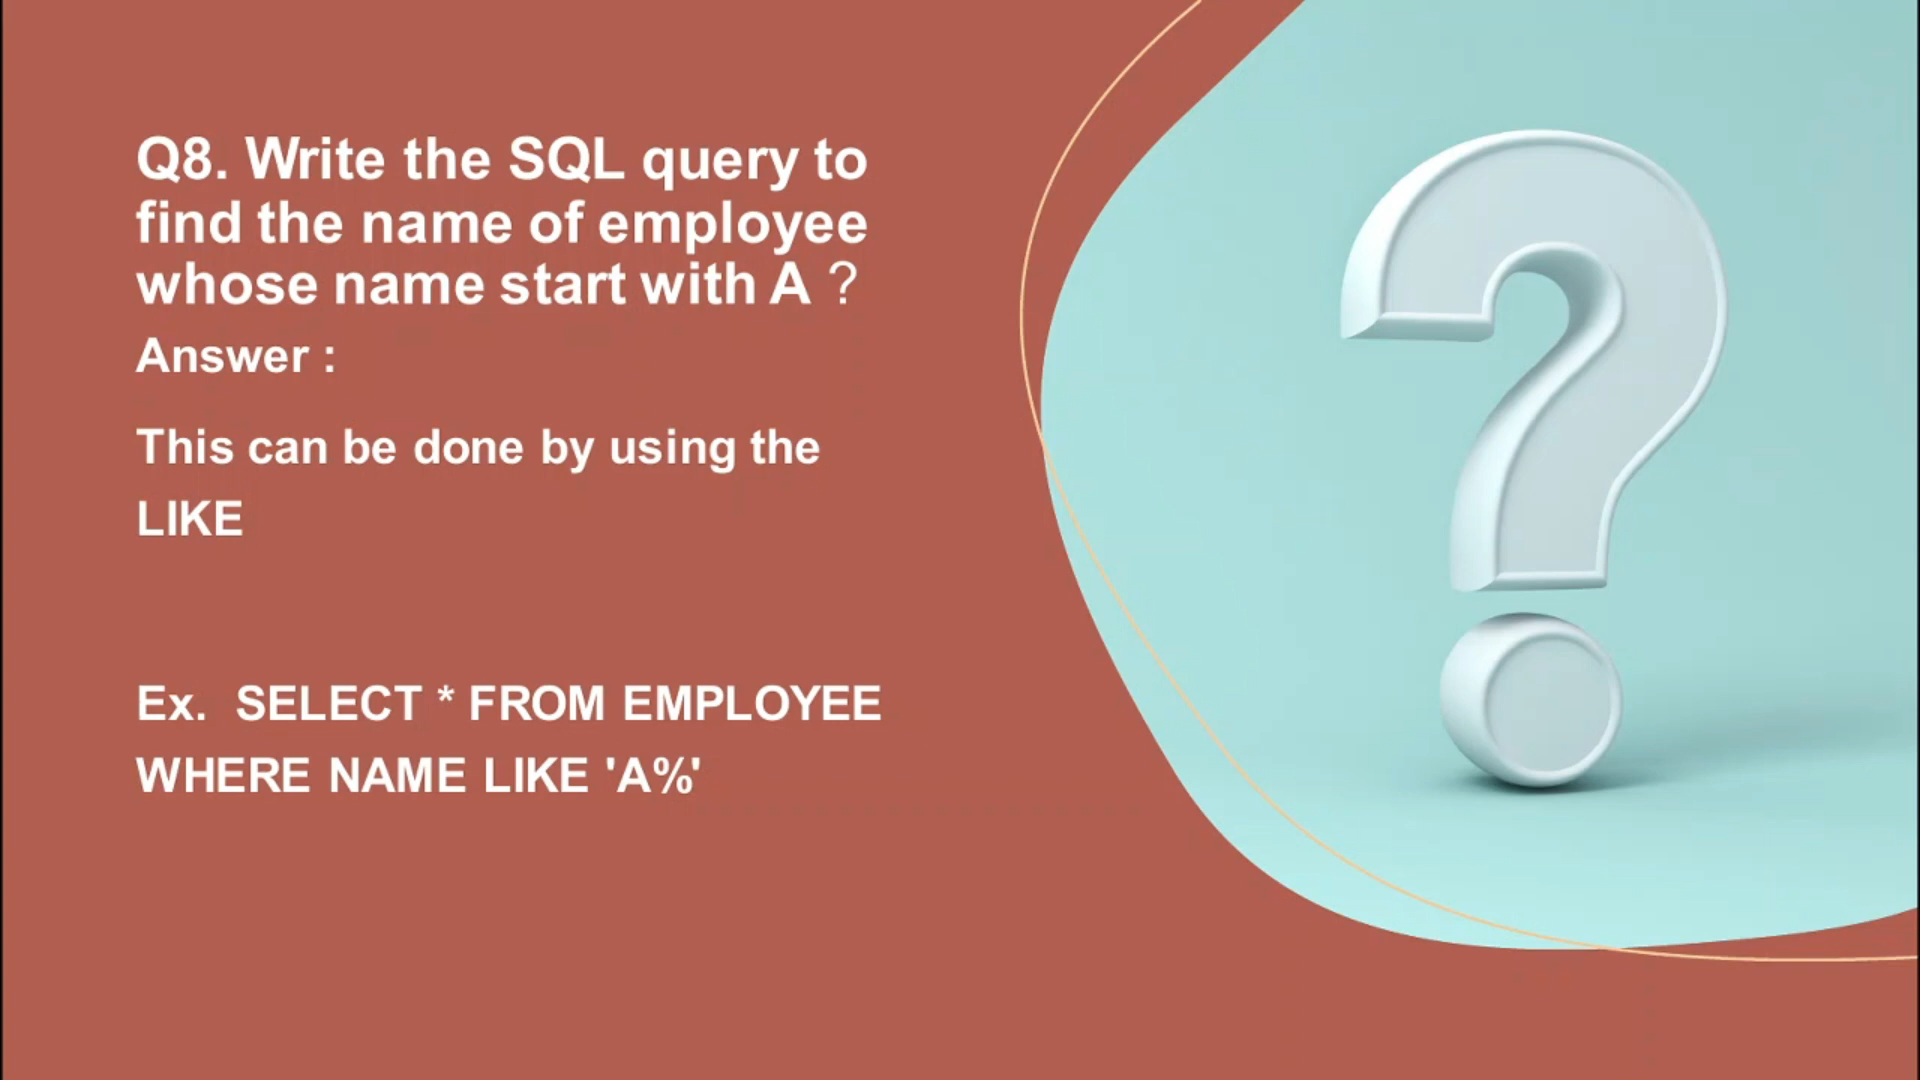 Q8. Write the SQL query to
find the name of employee
whose name start with A ?
Answer :
This can be done by using the
LIKE
Ex.  SELECT * FROM EMPLOYEE
WHERE NAME LIKE 'A%'